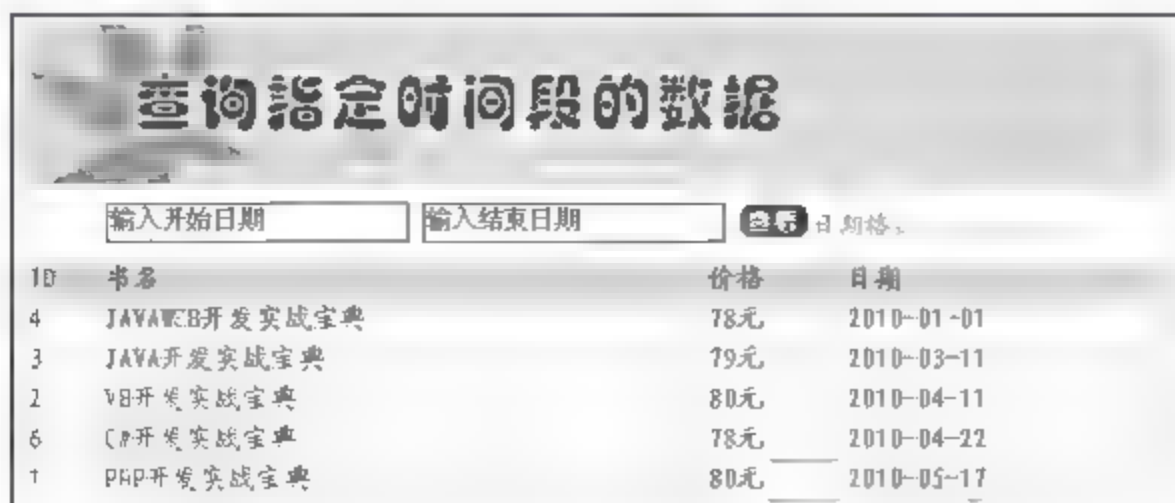 查询指定时间段的数据
输入开始日期 输入结束日期 查看 日期格
ID 书名 价格 日期
4 JAVAWEB开发实战宝典 78元 2010-01-01
3 JAVA开发实战宝典 79元 2010-03-11
2 VB开发实战宝典 80元 2010-04-11
6 C#开发实战宝典 78元 2010-04-22
1 PHP开发实战宝典 80元 2010-05-17